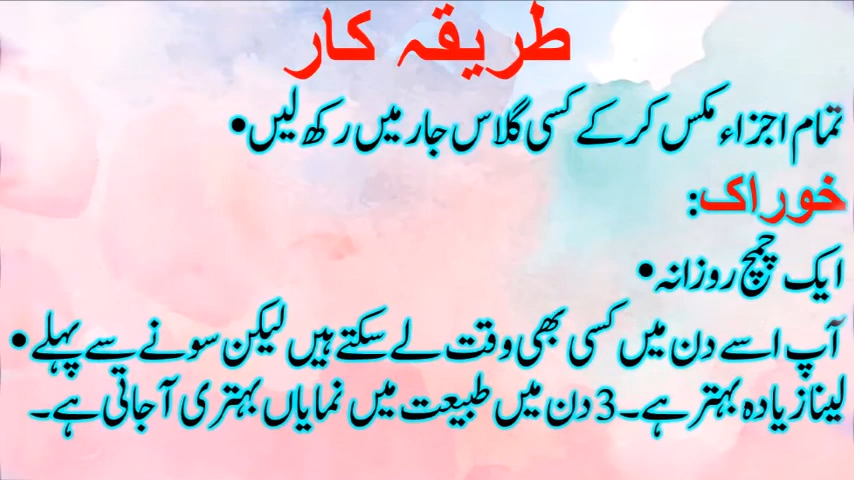 طریقہ کار
تمام اجزاء مکس کر کے کسی گلاس جار میں رکھ لیں•
خوراک:
ایک چمچ روزانہ•
آپ اسے دن میں کسی بھی وقت لے سکتے ہیں لیکن سونے سے پہلے•
لینا زیادہ بہتر ہے۔ 3 دن میں طبیعت میں نمایاں بہتری آ جاتی ہے۔